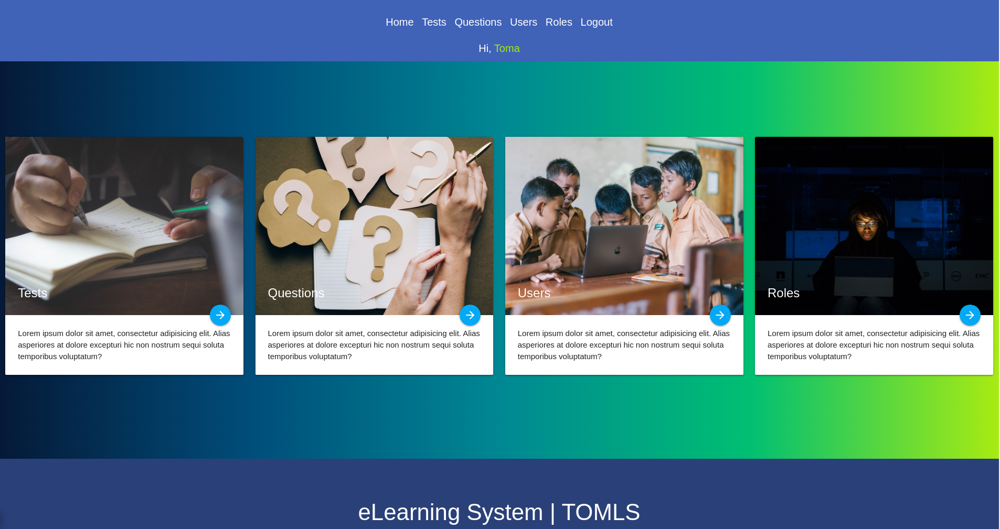 Home Tests Questions Users Roles Logout
Hi, Toma
Tests
Lorem ipsum dolor sit amet, consectetur adipisicing elit. Alias
asperiores at dolore excepturi hic non nostrum sequi soluta
temporibus voluptatum?
Questions
Lorem ipsum dolor sit amet, consectetur adipisicing elit. Alias
asperiores at dolore excepturi hic non nostrum sequi soluta
temporibus voluptatum?
Users
Lorem ipsum dolor sit amet, consectetur adipisicing elit. Alias
asperiores at dolore excepturi hic non nostrum sequi soluta
temporibus voluptatum?
EMC
Roles
Lorem ipsum dolor sit amet, consectetur adipisicing elit. Alias
asperiores at dolore excepturi hic non nostrum sequi soluta
temporibus voluptatum?
eLearning System | TOMLS